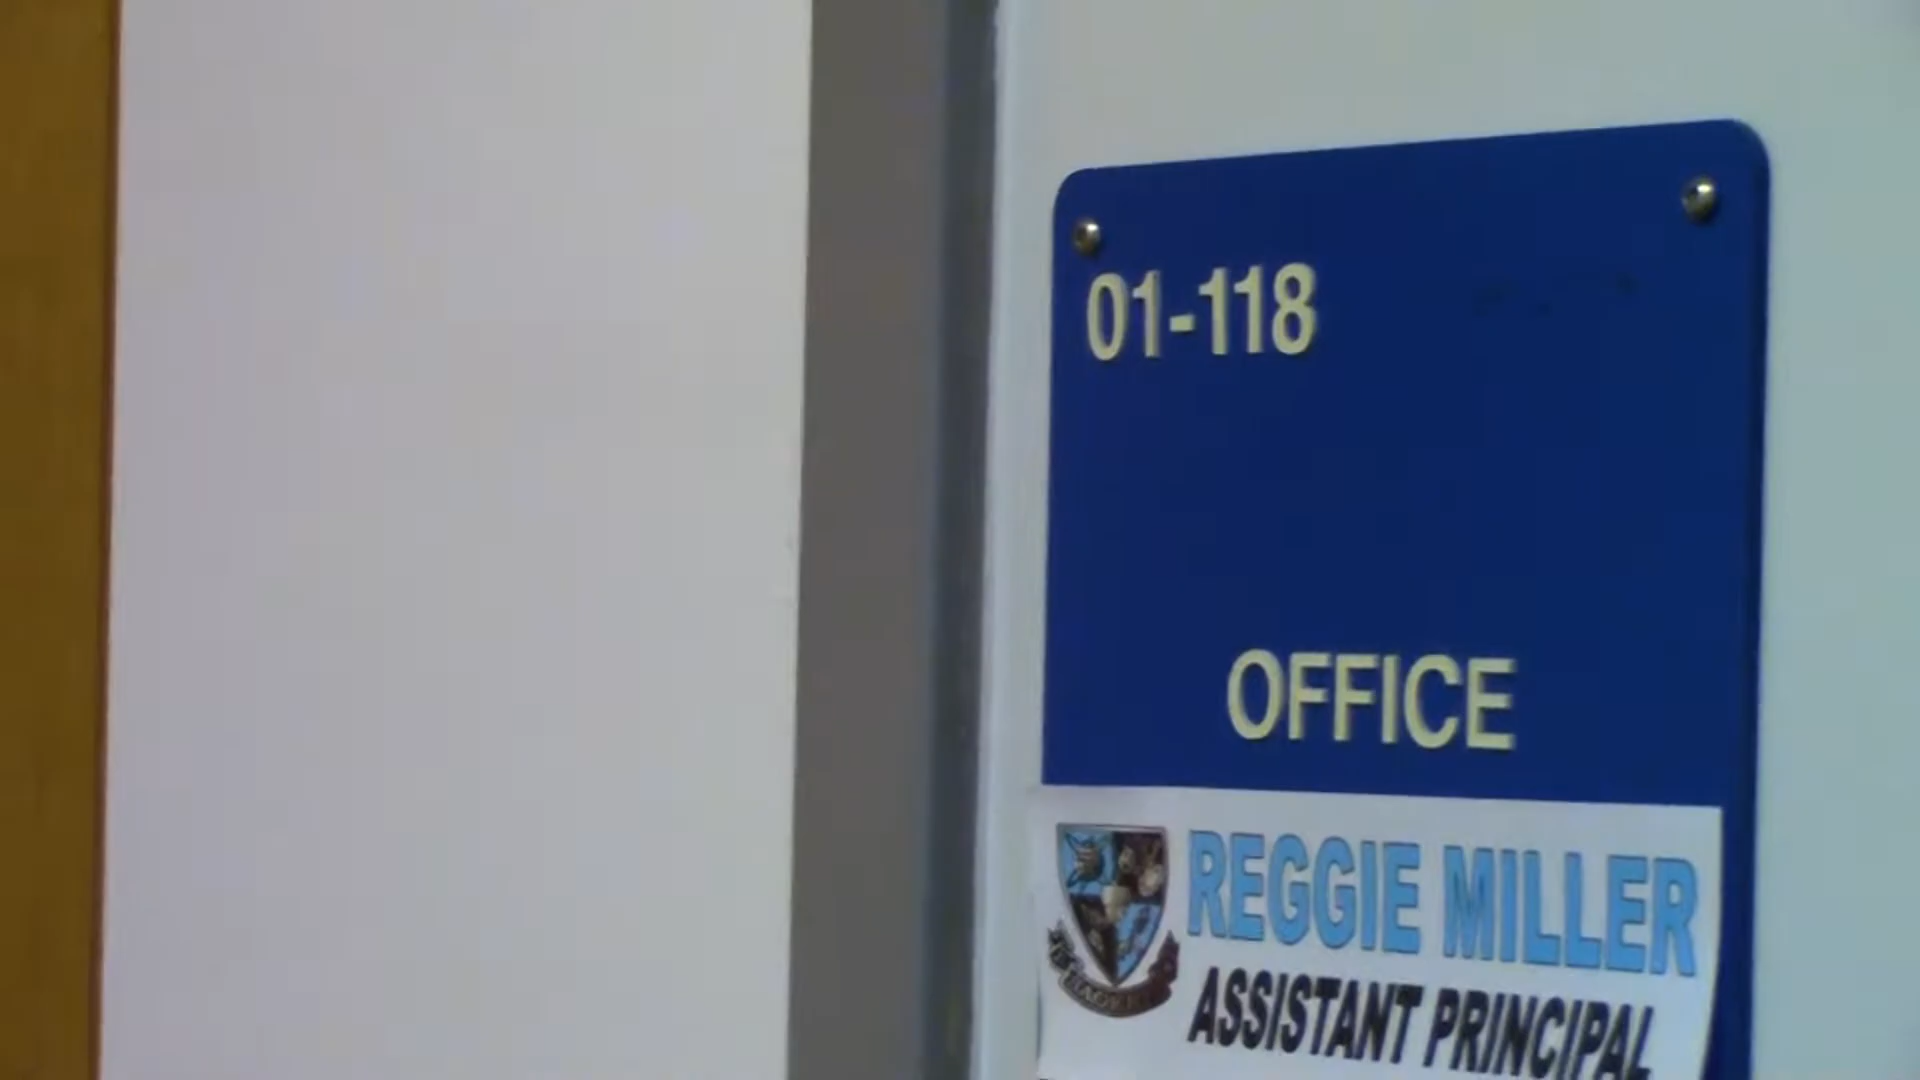 01-118
OFFICE
REGGIE MILLER
ASSISTANT PRINCIPAL